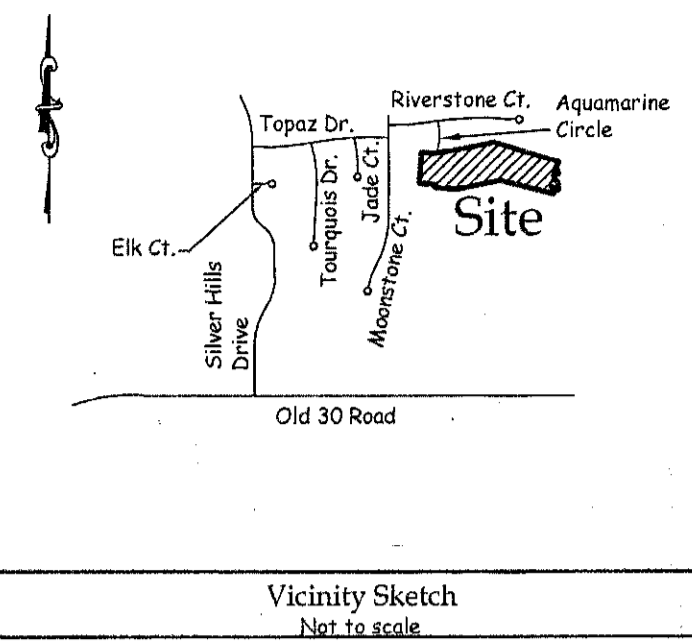 Riverstone Ct.
Aquamarine
Circle
Topaz Dr.
Jade Ct.
Tourquois Dr.
Site
Elk Ct.
Moonstone Ct.
Silver Hills
Drive
Old 30 Road
Vicinity Sketch
Not to scale